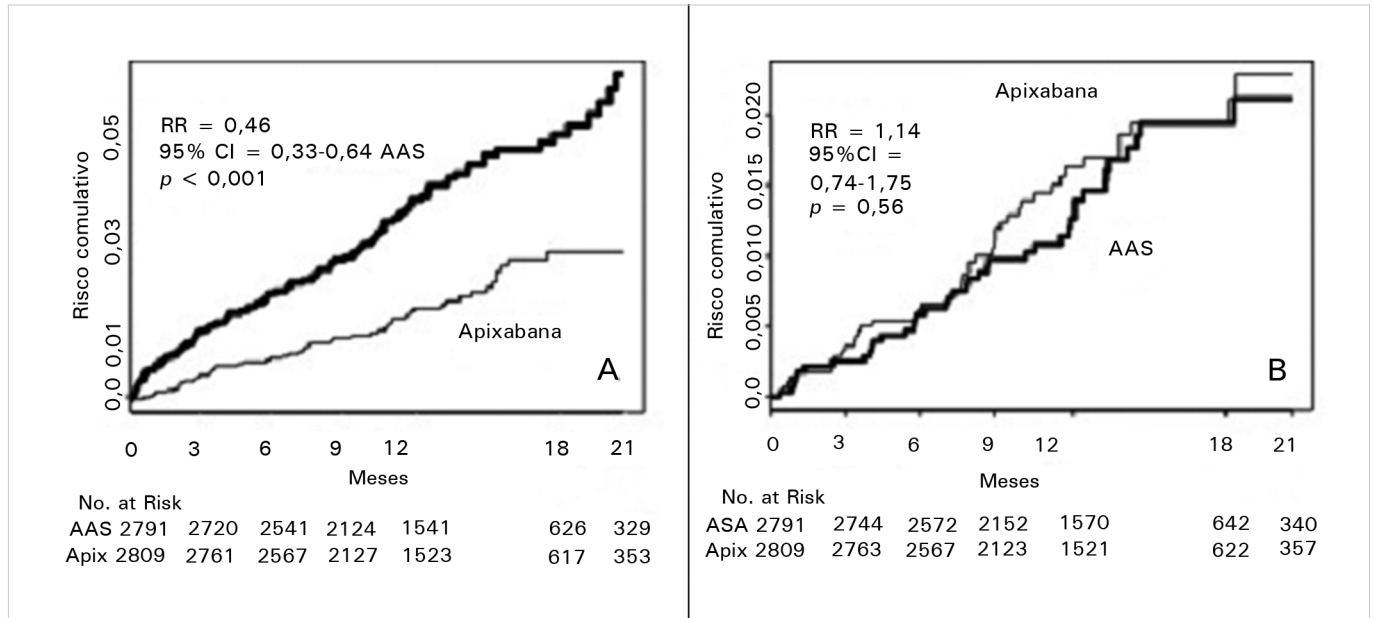 0,05
0,03
0,01
0,0
Risco comulativo
RR = 0,46
95% CI = 0,33-0,64 AAS
p < 0,001
Apixabana
A
0 3 6 9 12 18 21
Meses
No. at Risk
AAS 2791 2720 2541 2124 1541 626 329
Apix 2809 2761 2567 2127 1523 617 353
0,020
0,015
0,010
0,005
0,0
Risco comulativo
Apixabana
RR = 1,14
95%CI =
0,74-1,75
p = 0,56
AAS
B
0 3 6 9 12 18 21
Meses
No. at Risk
ASA 2791 2744 2572 2152 1570 642 340
Apix 2809 2763 2567 2123 1521 622 357